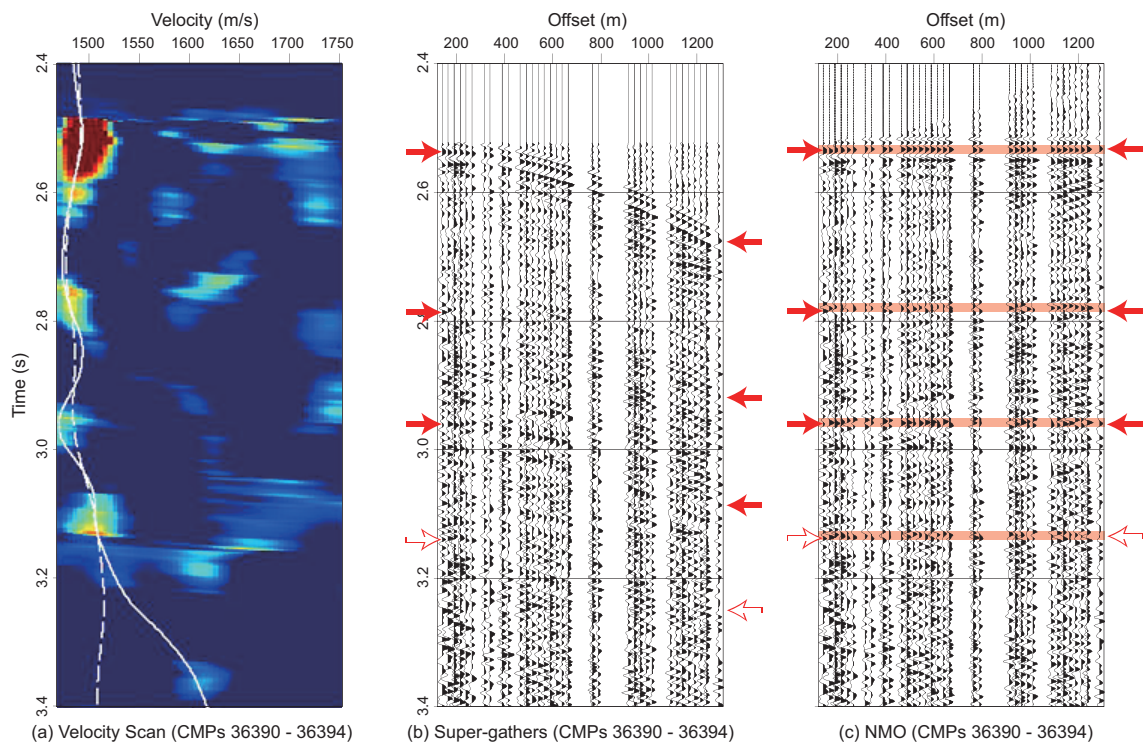 Velocity (m/s)
1500 1550 1600 1650 1700 1750
Offset (m)
200 400 600 800 1000 1200
Offset (m)
200 400 600 800 1000 1200
Time (s)
2.4
2.6
2.8
3.0
3.2
3.4
2.4
2.6
2.8
3.0
3.2
3.4
2.4
2.6
2.8
3.0
3.2
3.4
(a) Velocity Scan (CMPs 36390 - 36394)
(b) Super-gathers (CMPs 36390 - 36394)
(c) NMO (CMPs 36390 - 36394)